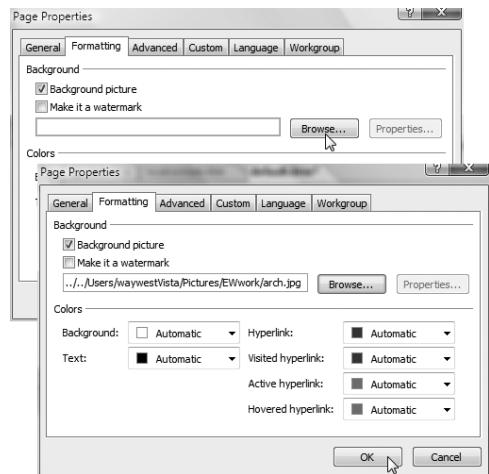 Page Properties
General Formatting Advanced Custom Language Workgroup
Background
Background picture
Make it a watermark
Browse... Properties...
Colors
Page Properties
General Formatting Advanced Custom Language Workgroup
Background
Background picture
Make it a watermark
../../Users/waywestVista/Pictures/EWwork/arch.jpg Browse... Properties...
Colors
Background: Automatic Hyperlink: Automatic
Text: Automatic Visited hyperlink: Automatic
Active hyperlink: Automatic
Hovered hyperlink: Automatic
OK Cancel